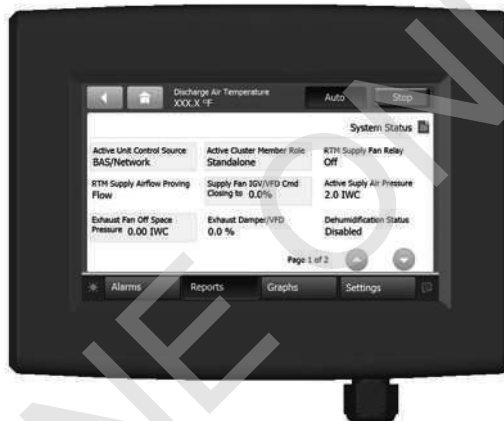 Discharge Air Temperature
XXX.X °F
Auto
Stop
System Status
Active Unit Control Source
BAS/Network
Active Cluster Member Role
Standalone
RTM Supply Fan Relay
Off
RTM Supply Airflow Proving
Flow
Supply Fan IGV/VFD Cmd
Closing to 0.0%
Active Suply Air Pressure
2.0 IWC
Exhaust Fan Off Space
Pressure 0.00 IWC
Exhaust Damper/VFD
0.0 %
Dehumidification Status
Disabled
Page 1 of 2
Alarms
Reports
Graphs
Settings